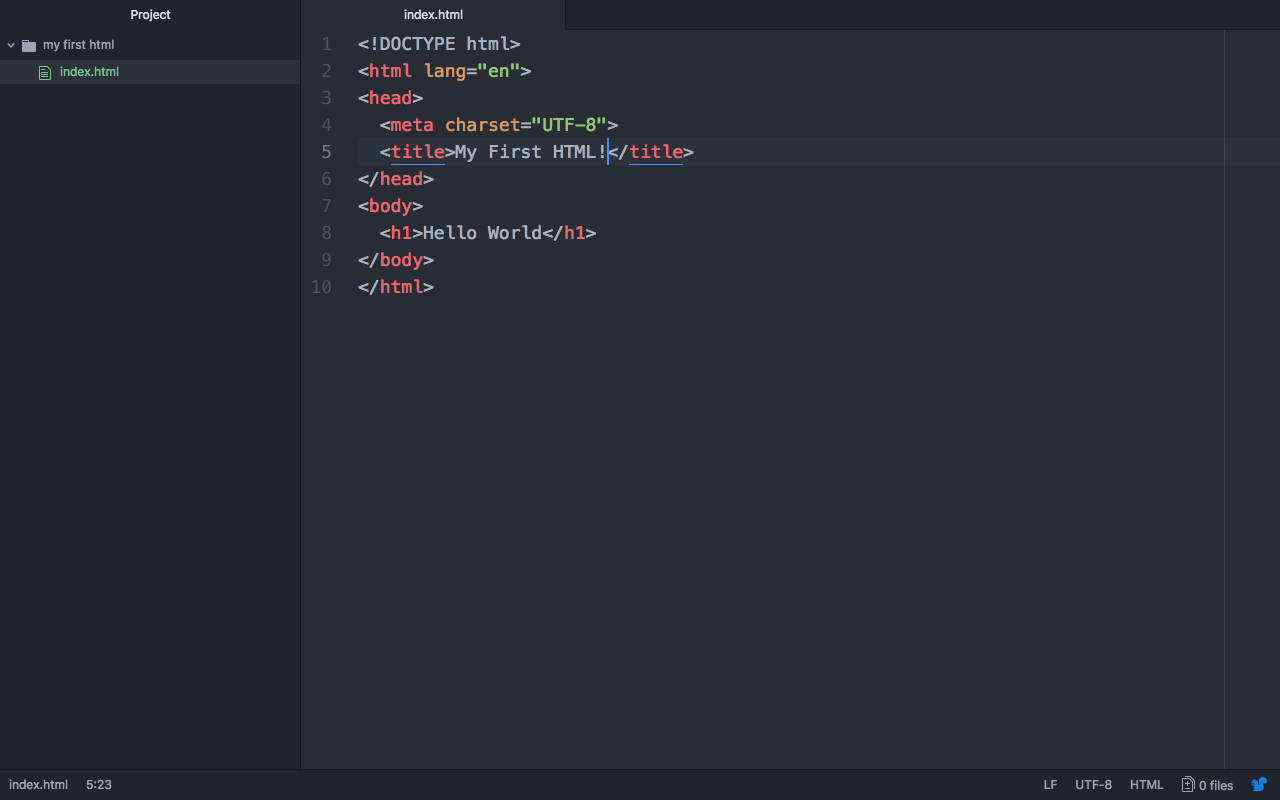 Project
index.html
my first html
index.html
1 <!DOCTYPE html>
2 <html lang="en">
3 <head>
4   <meta charset="UTF-8">
5   <title>My First HTML!</title>
6 </head>
7 <body>
8   <h1>Hello World</h1>
9 </body>
10 </html>
index.html 5:23 LF UTF-8 HTML 0 files